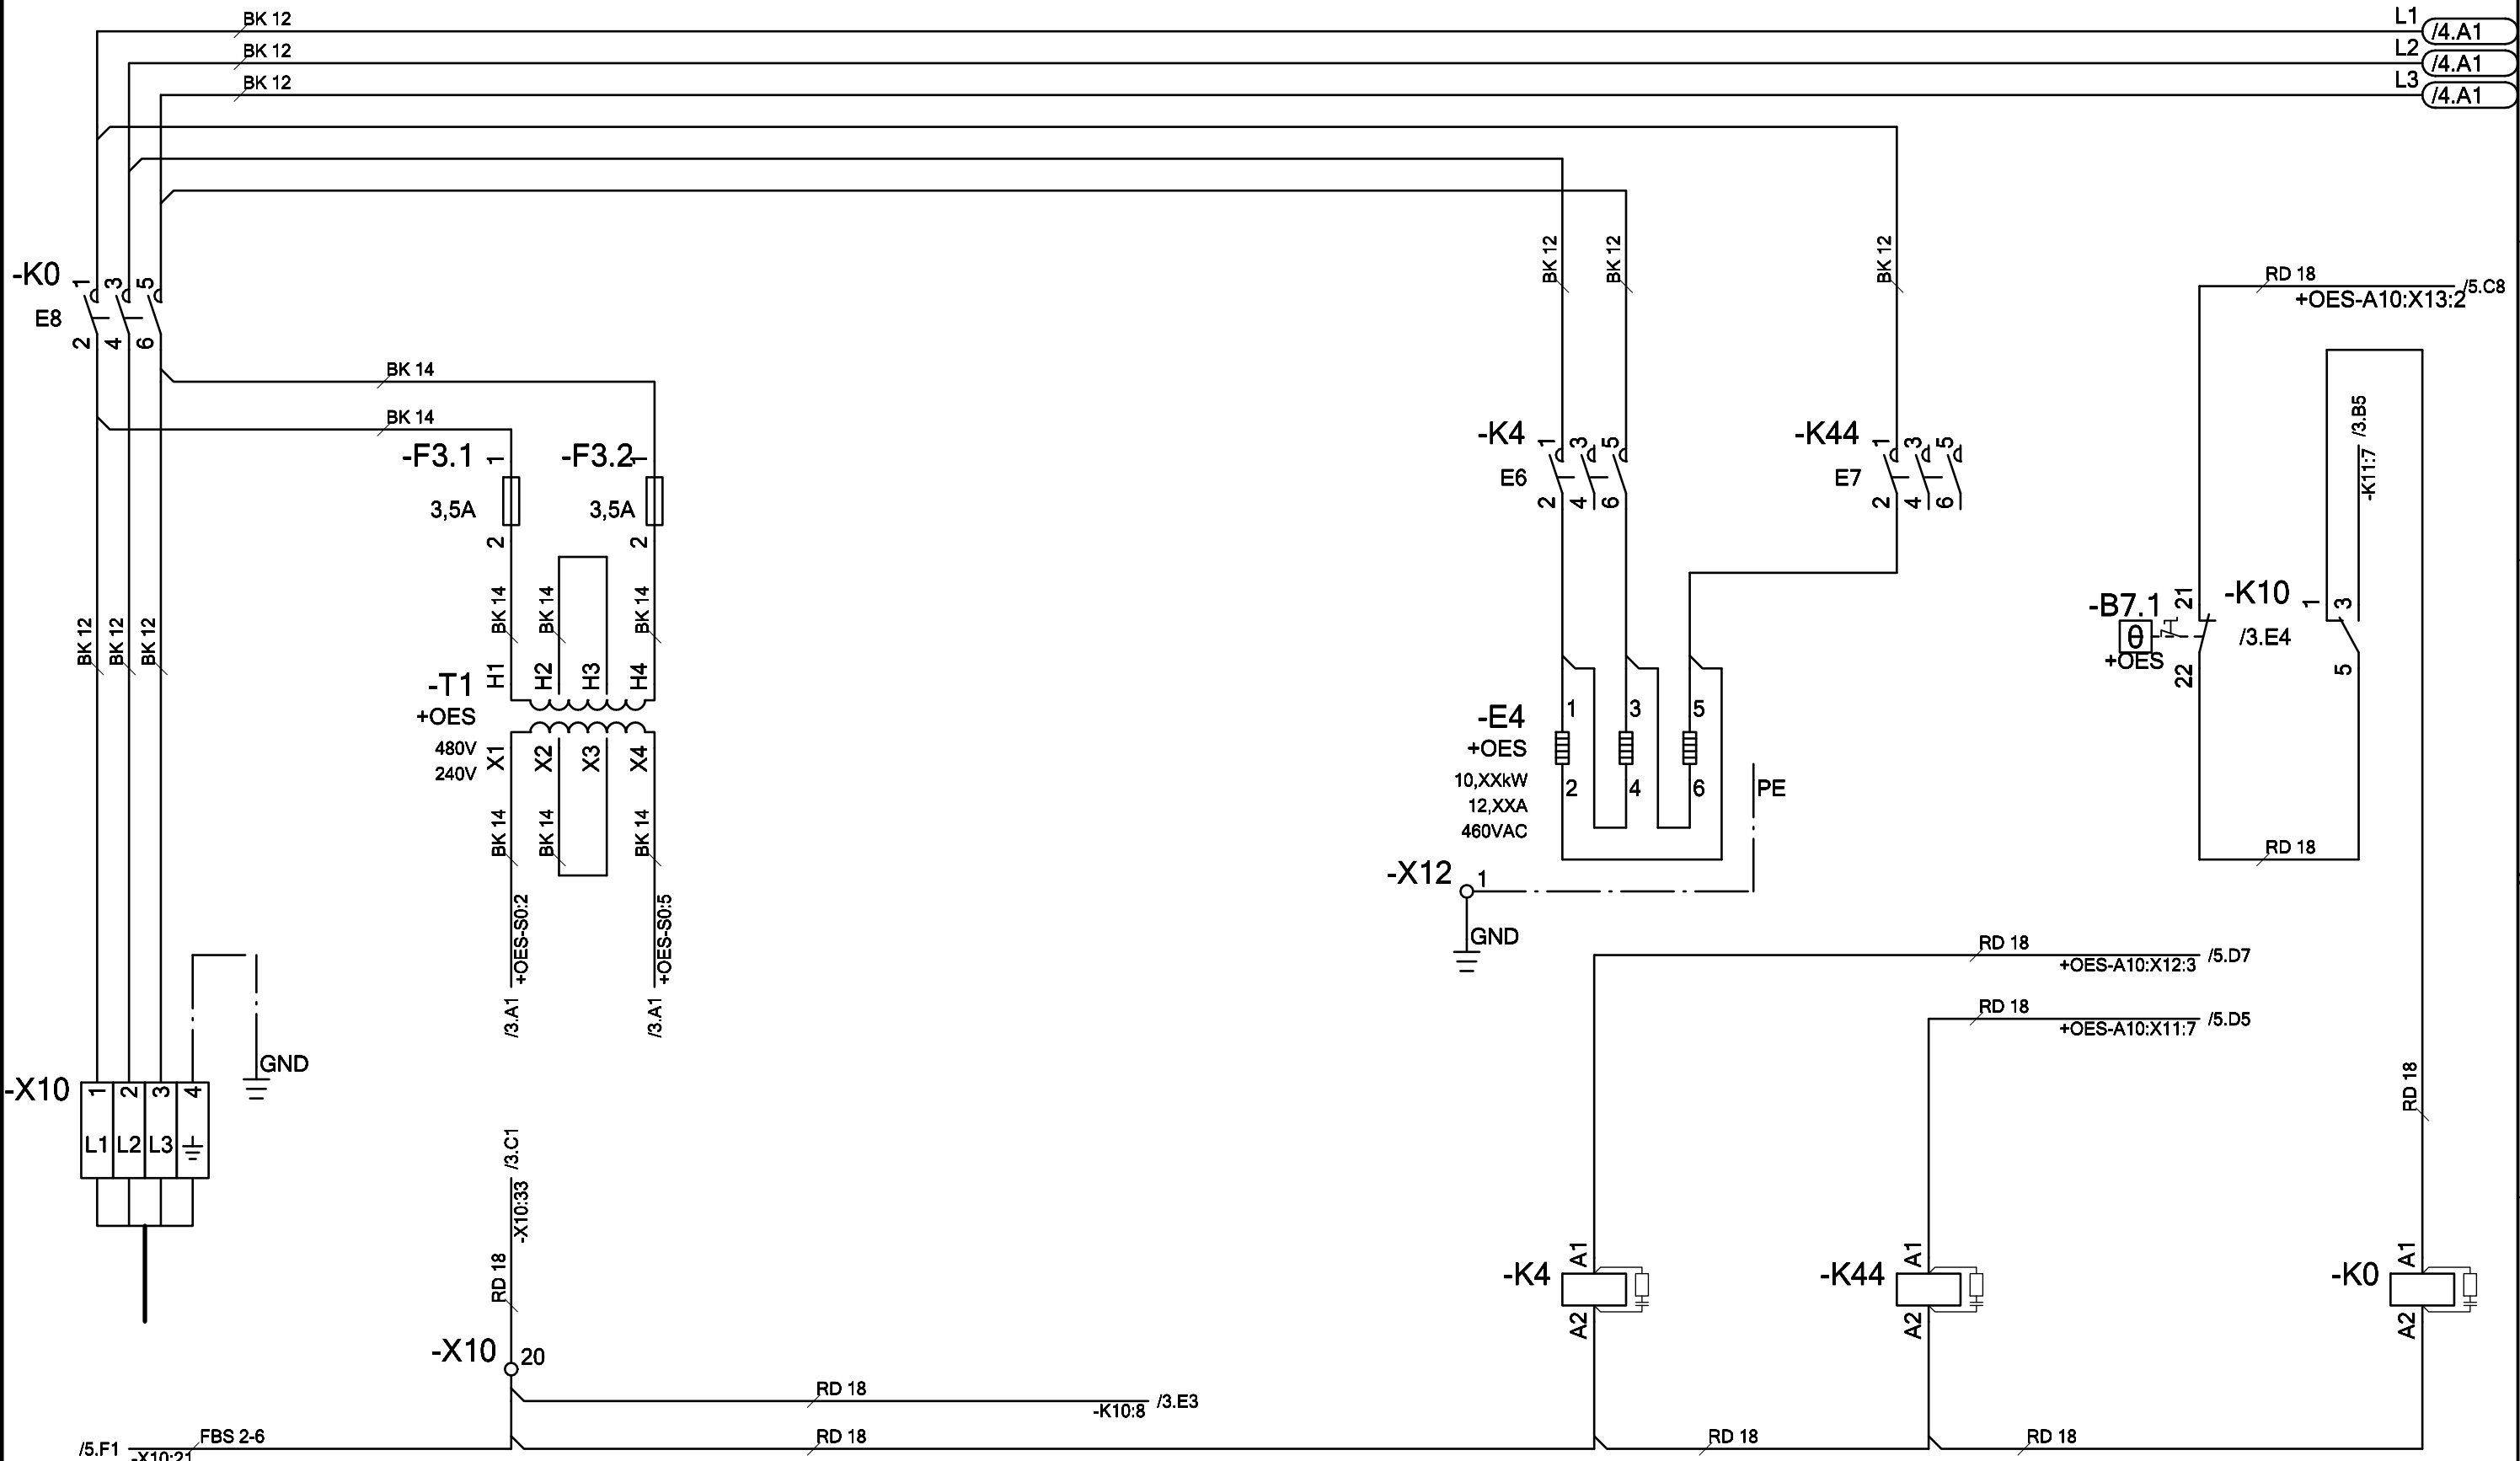 BK 12
L1
/4.A1
BK 12
L2
/4.A1
BK 12
L3
/4.A1
BK 12
BK 12
BK 12
-K0
1
3
5
E8
2
4
6
RD 18
/5.C8
+OES-A10:X13:2
BK 14
BK 14
/3.B5
-K11:7
-F3.1
1
3,5A
2
-F3.2
1
3,5A
2
-K4
1
3
5
E6
2
4
6
-K44
1
3
5
E7
2
4
6
BK 12
BK 12
BK 12
BK 14
BK 14
BK 14
-B7.1
21
θ
+OES
22
-K10
1
3
/3.E4
5
-T1
H1
H2
H3
H4
+OES
480V
240V
X1
X2
X3
X4
-E4
1
3
5
+OES
10,XXkW
2
4
6
PE
12,XXA
460VAC
BK 14
BK 14
BK 14
RD 18
-X12
1
GND
+OES-S0:2
/3.A1
+OES-S0:5
/3.A1
RD 18
/5.D7
+OES-A10:X12:3
RD 18
/5.D5
+OES-A10:X11:7
GND
-X10
1
2
3
4
L1
L2
L3
RD 18
/3.C1
-X10:33
RD 18
-K4
A1
A2
-K44
A1
A2
-K0
A1
A2
-X10
20
RD 18
/3.E3
-K10:8
/5.F1
FBS 2-6
-X10:21
RD 18
RD 18
RD 18